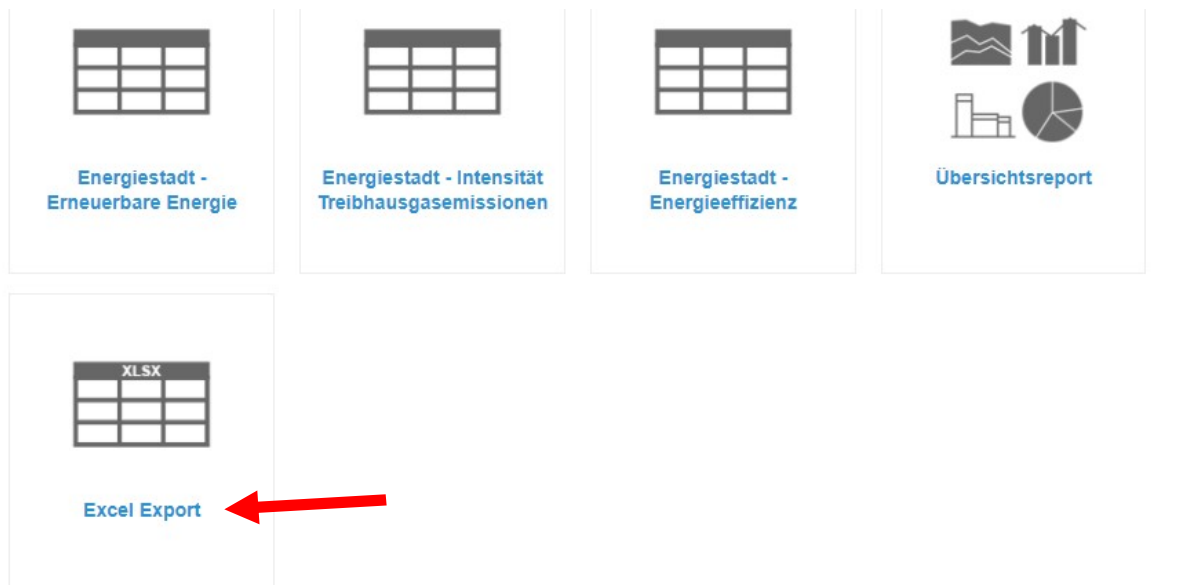 Energiestadt -
Erneuerbare Energie
Energiestadt - Intensität
Treibhausgasemissionen
Energiestadt -
Energieeffizienz
Übersichtsreport
XLSX
Excel Export